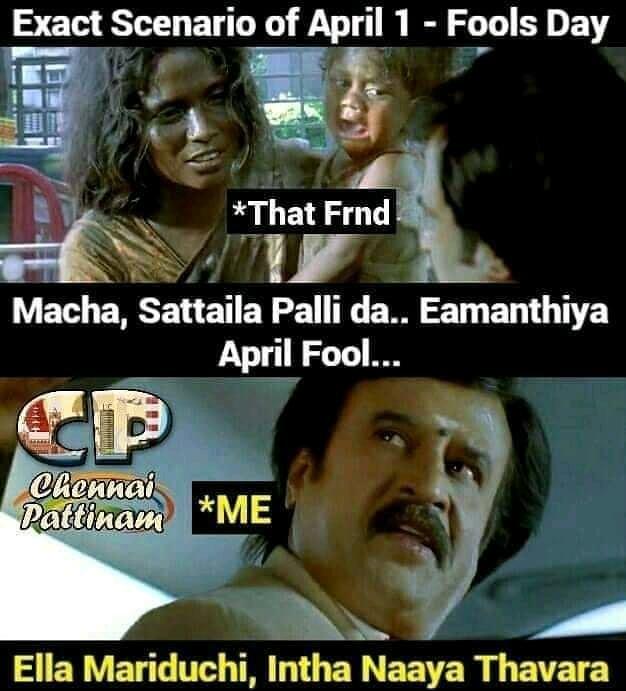 Exact Scenario of April 1 - Fools Day
*That Frnd
Macha, Sattaila Palli da.. Eamanthiya
April Fool...
CP
Chennai
Pattinam
*ME
Ella Mariduchi, Intha Naaya Thavara